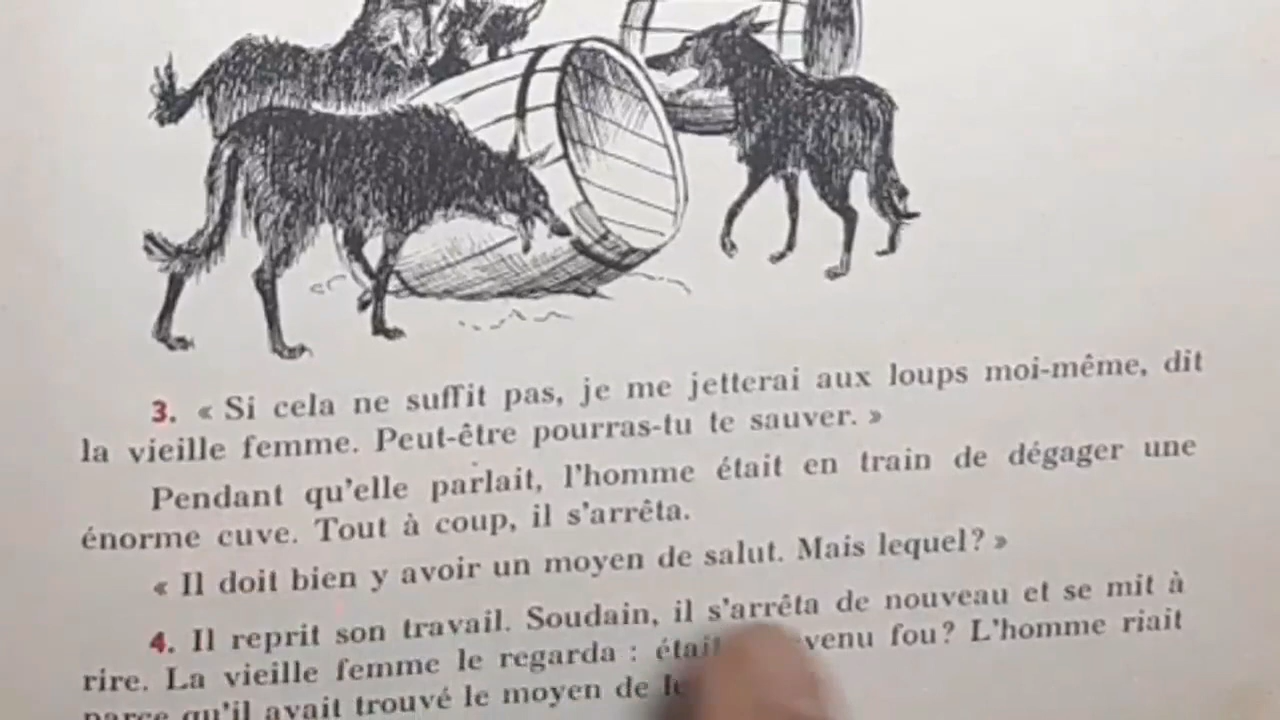 3. « Si cela ne suffit pas, je me jetterai aux loups moi-même, dit
la vieille femme. Peut-être pourras-tu te sauver. »
Pendant qu'elle parlait, l'homme était en train de dégager une
énorme cuve. Tout à coup, il s'arrêta.
« Il doit bien y avoir un moyen de salut. Mais lequel? »
4. Il reprit son travail. Soudain, il s'arrêta de nouveau et se mit à
rire. La vieille femme le regarda : fou? L'homme riait
parce qu'il avait trouvé le moyen de